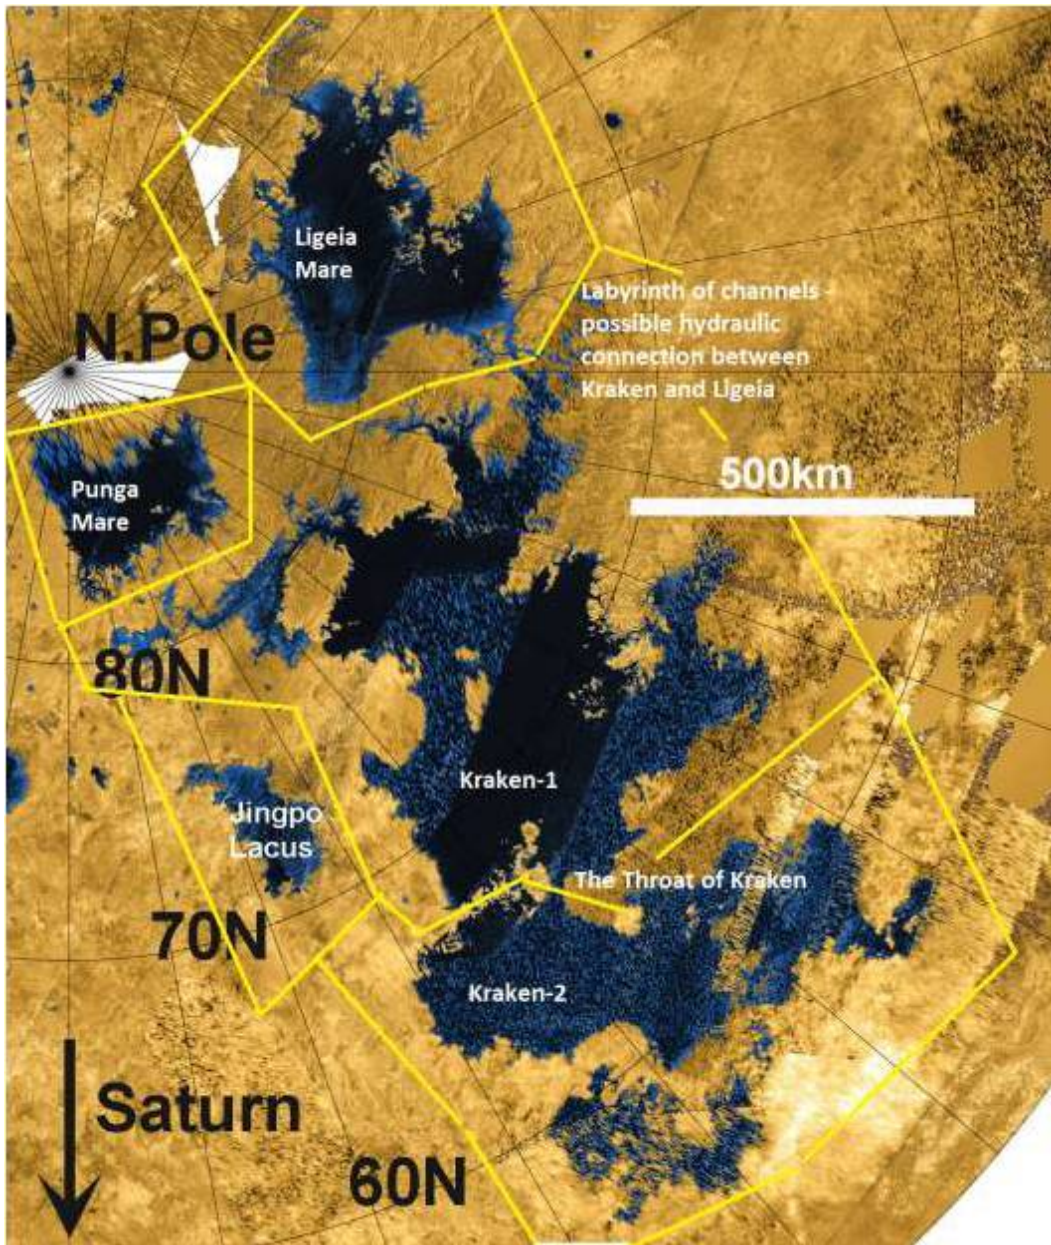 Ligeia
Mare
N.Pole
Labyrinth of channels -
possible hydraulic
connection between
Kraken and Ligeia
500km
Punga
Mare
80N
Kraken-1
Jingpo
Lacus
The Throat of Kraken
70N
Kraken-2
Saturn
60N